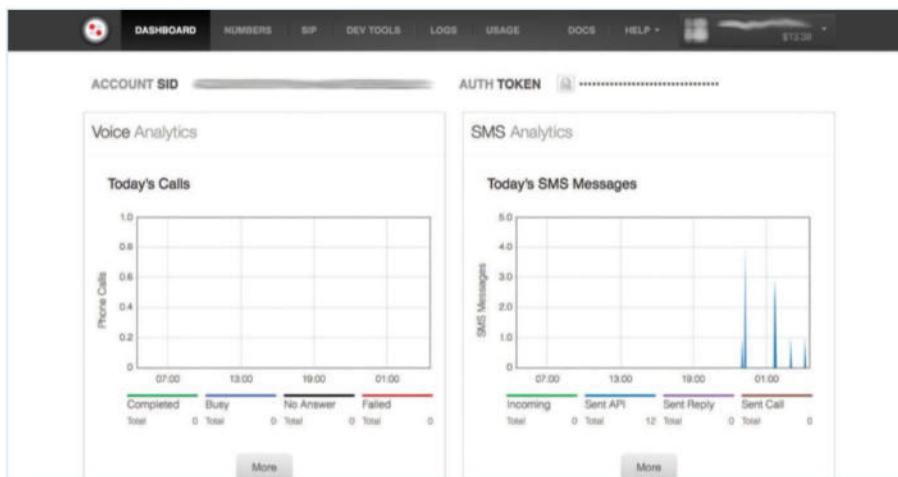 DASHBOARD NUMBERS SIP DEV TOOLS LOGS USAGE DOCS HELP
$13.38
ACCOUNT SID
AUTH TOKEN
Voice Analytics
Today's Calls
1.0
0.8
0.6
0.4
0.2
0
Phone Calls
07:00 13:00 19:00 01:00
Completed Busy No Answer Failed
Total 0 Total 0 Total 0 Total 0
More
SMS Analytics
Today's SMS Messages
5.0
4.0
3.0
2.0
1.0
0
SMS Messages
07:00 13:00 19:00 01:00
Incoming Sent API Sent Reply Sent Call
Total 0 Total 12 Total 0 Total 0
More